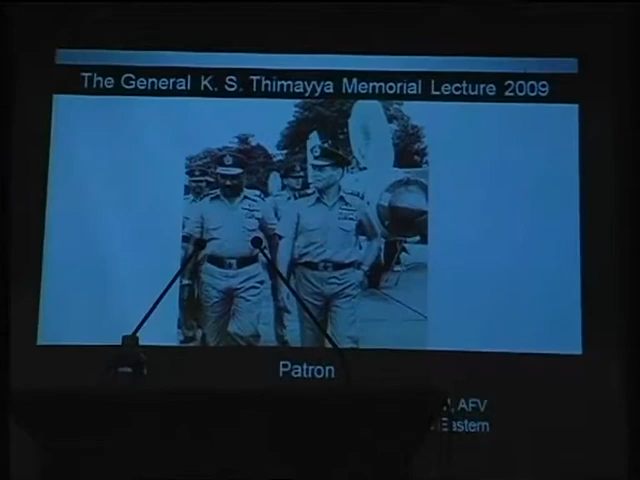 The General K. S. Thimayya Memorial Lecture 2009
Patron
AFV
Eastern